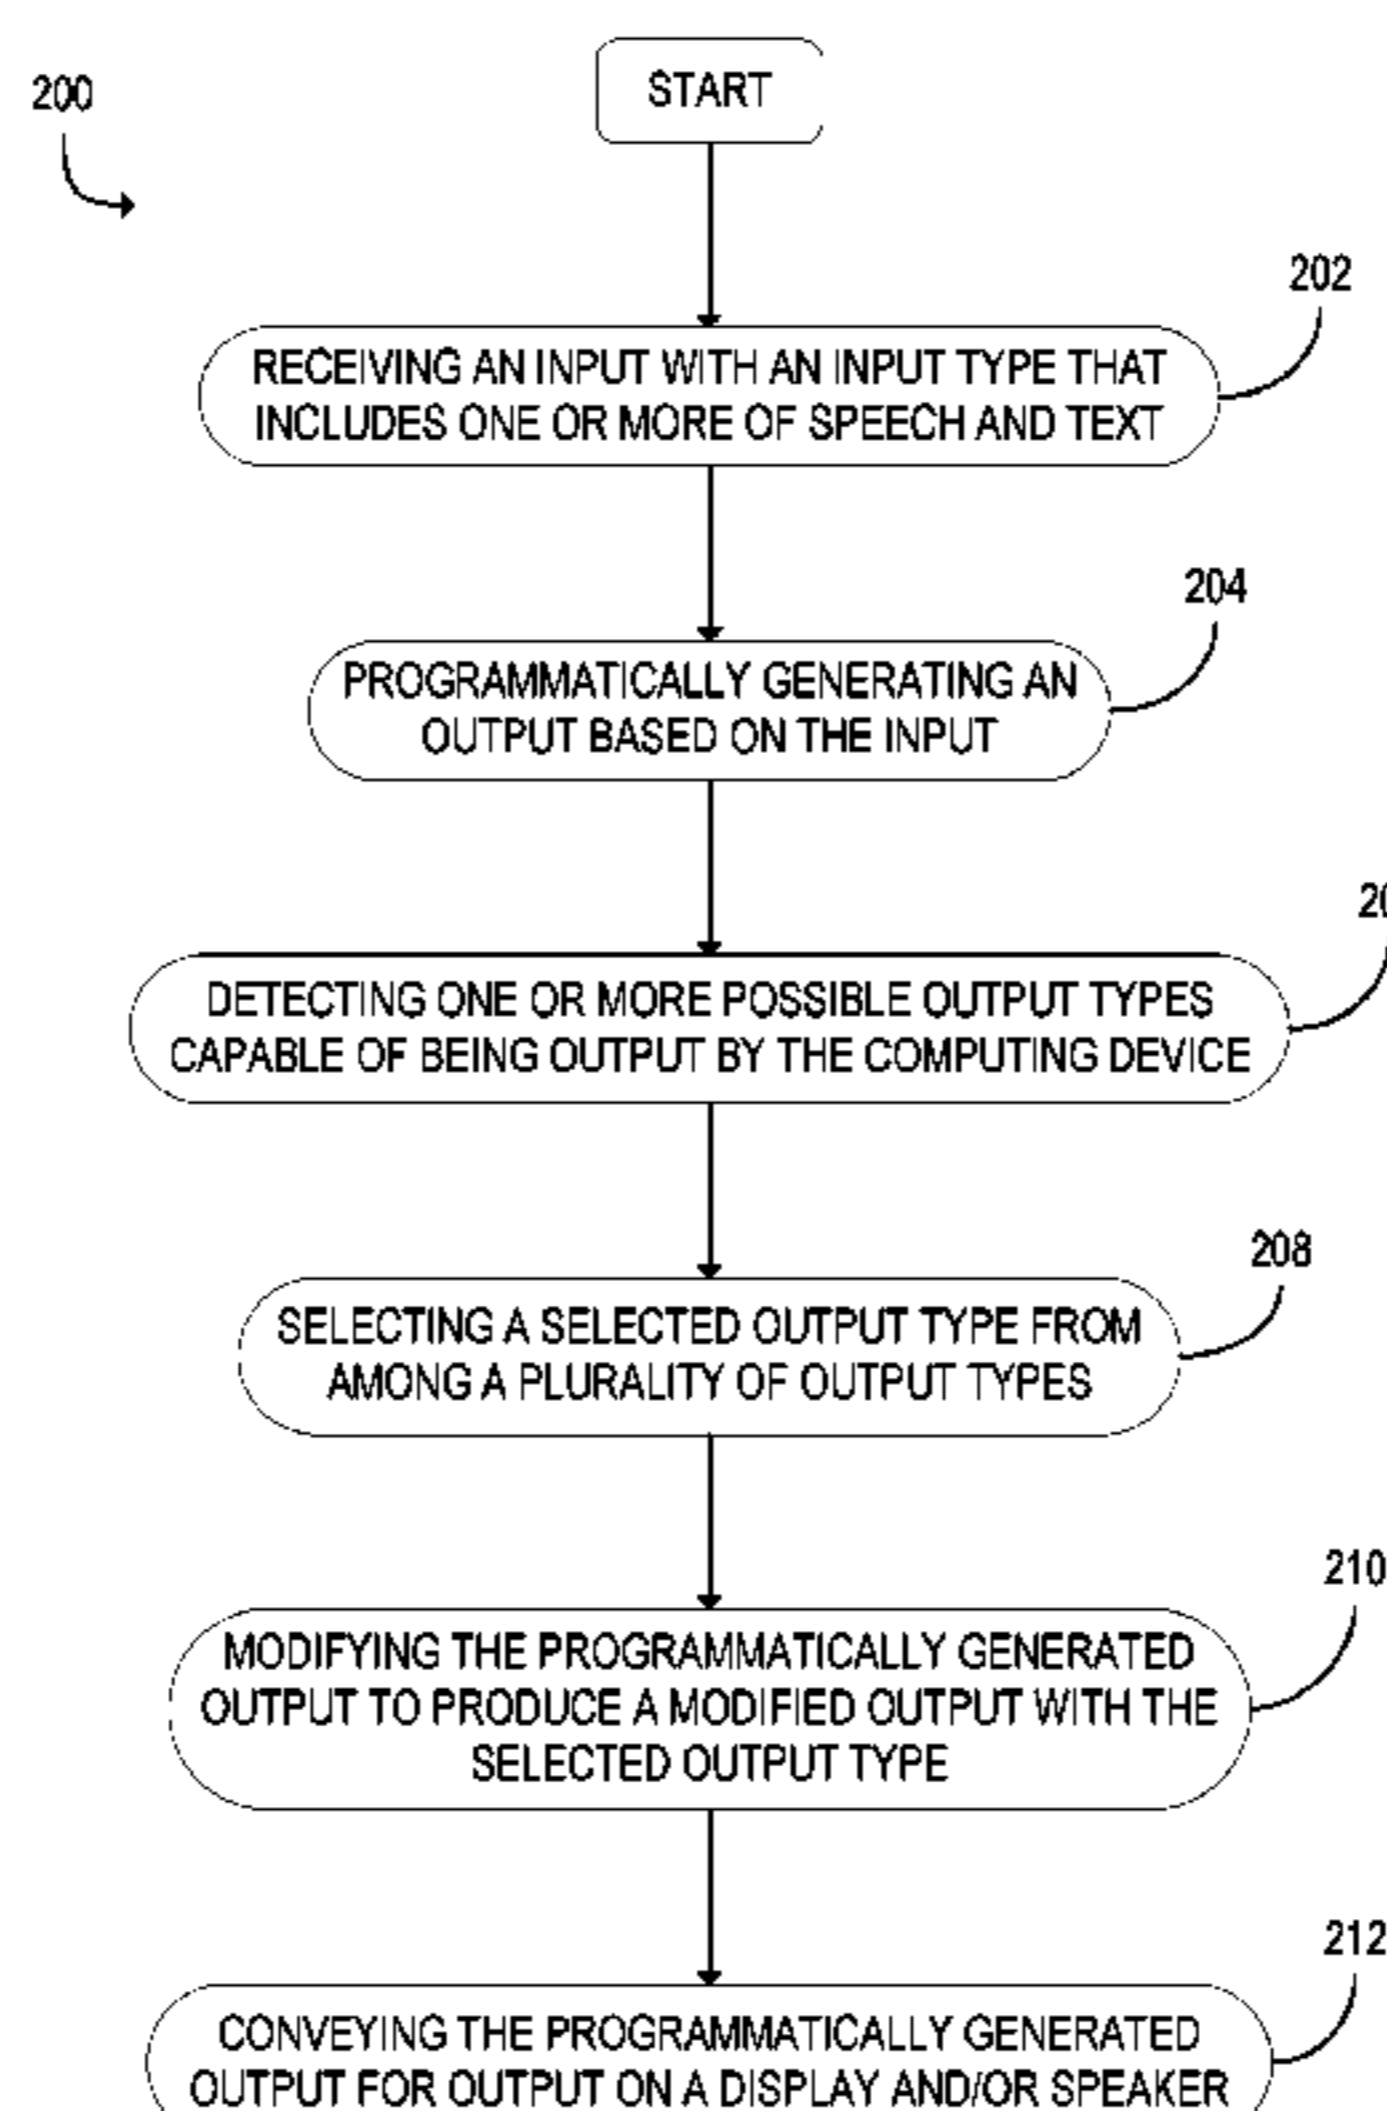 START
200
202
RECEIVING AN INPUT WITH AN INPUT TYPE THAT
INCLUDES ONE OR MORE OF SPEECH AND TEXT
204
PROGRAMMATICALLY GENERATING AN
OUTPUT BASED ON THE INPUT
DETECTING ONE OR MORE POSSIBLE OUTPUT TYPES
CAPABLE OF BEING OUTPUT BY THE COMPUTING DEVICE
208
SELECTING A SELECTED OUTPUT TYPE FROM
AMONG A PLURALITY OF OUTPUT TYPES
210
MODIFYING THE PROGRAMMATICALLY GENERATED
OUTPUT TO PRODUCE A MODIFIED OUTPUT WITH THE
SELECTED OUTPUT TYPE
212
CONVEYING THE PROGRAMMATICALLY GENERATED
OUTPUT FOR OUTPUT ON A DISPLAY AND/OR SPEAKER